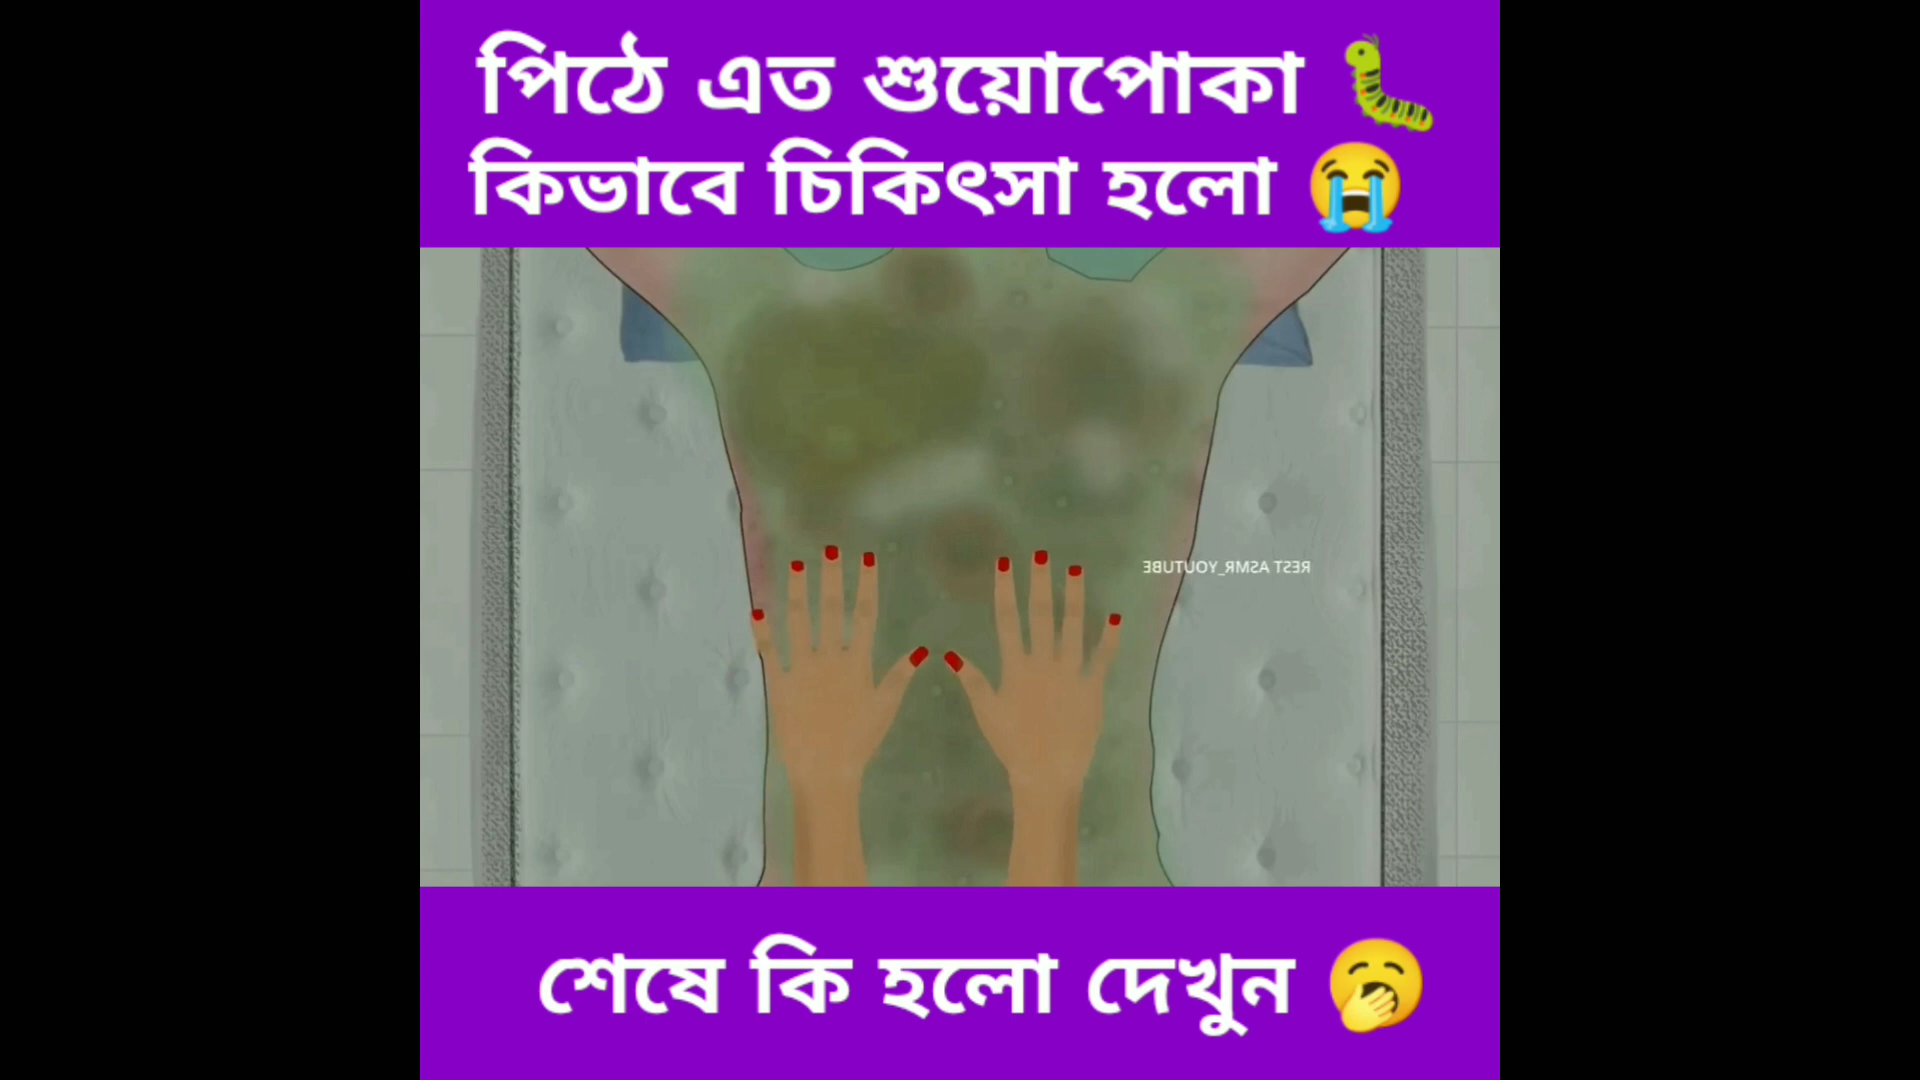 পিঠে এত শুয়োপোকা 🐛
কিভাবে চিকিৎসা হলো 😭
REST ASMR_YOUTUBE
শেষে কি হলো দেখুন 🥱